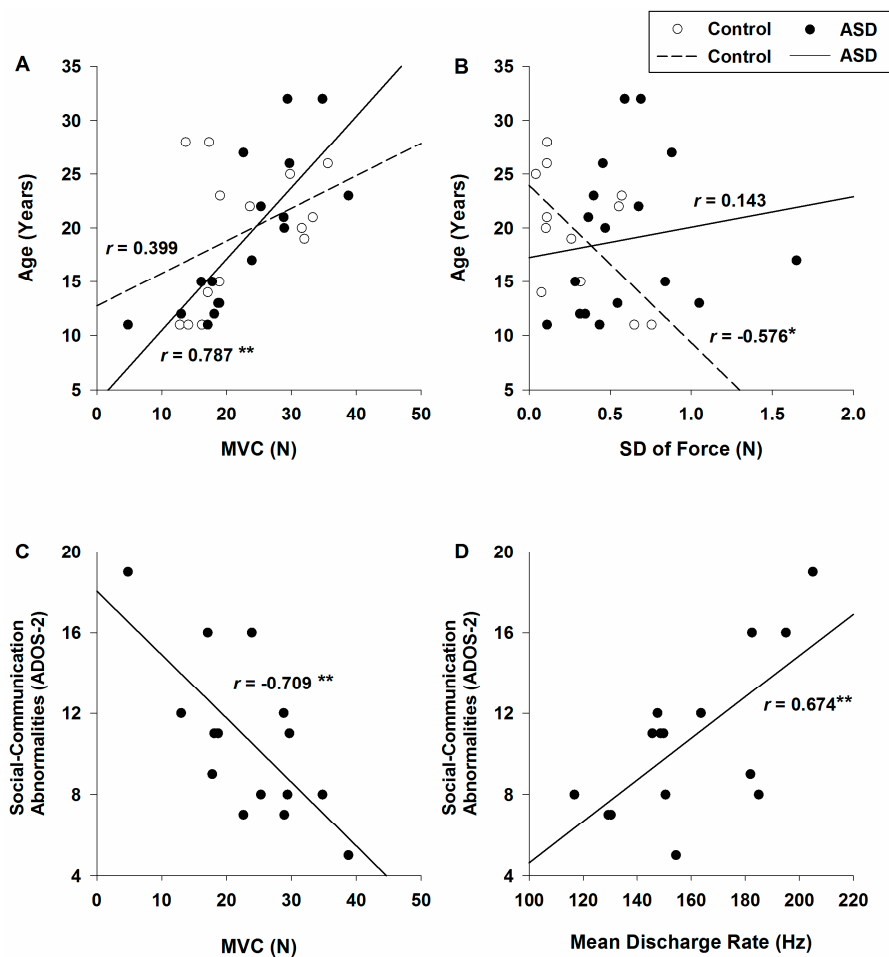 Control ASD
Control ASD
A
35
30
25
20
15
10
5
Age (Years)
r = 0.399
r = 0.787 **
0 10 20 30 40 50
MVC (N)
B
35
30
25
20
15
10
5
Age (Years)
r = 0.143
r = -0.576*
0.0 0.5 1.0 1.5 2.0
SD of Force (N)
C
20
16
12
8
4
Social-Communication
Abnormalities (ADOS-2)
r = -0.709 **
0 10 20 30 40 50
MVC (N)
D
20
16
12
8
4
Social-Communication
Abnormalities (ADOS-2)
r = 0.674**
100 120 140 160 180 200 220
Mean Discharge Rate (Hz)